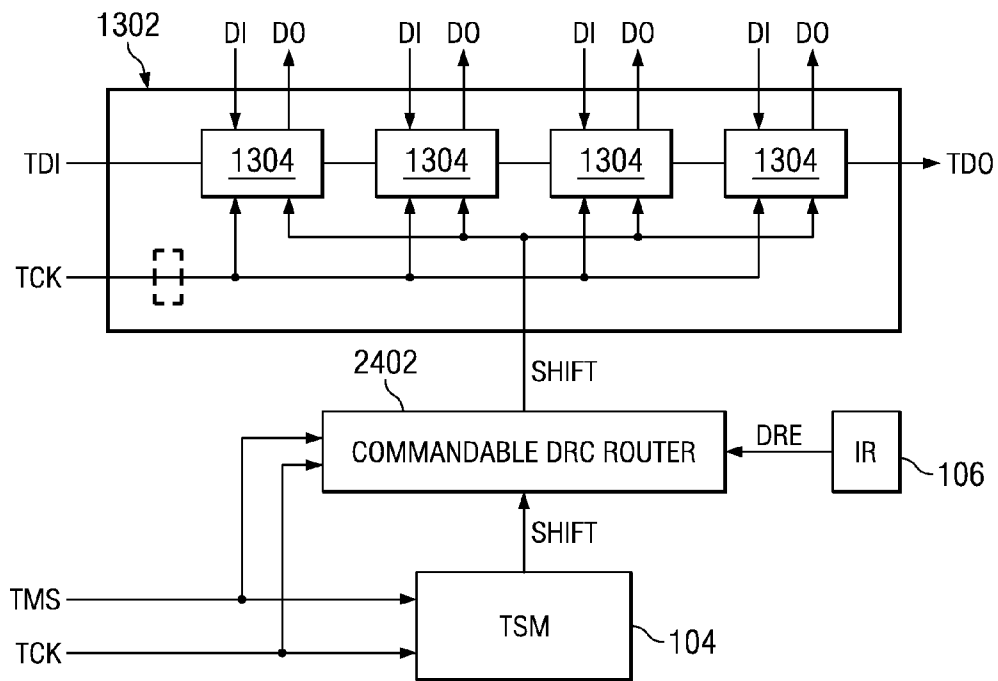 1302
DI DO DI DO DI DO DI DO
TDI 1304 1304 1304 1304 TDO
TCK
SHIFT
2402
COMMANDABLE DRC ROUTER
DRE
IR
106
SHIFT
TMS
TSM
TCK
104